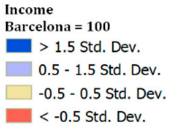 Income
Barcelona = 100
> 1.5 Std. Dev.
0.5 - 1.5 Std. Dev.
-0.5 - 0.5 Std. Dev.
< -0.5 Std. Dev.